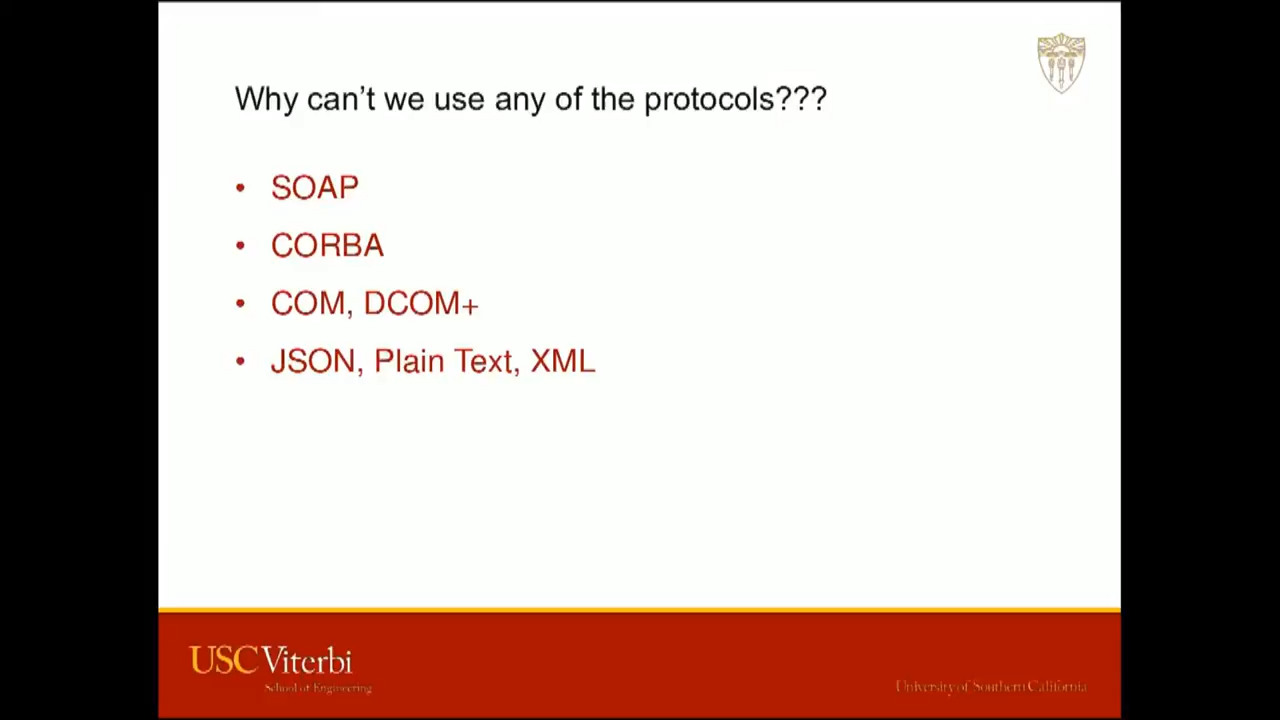 Why can't we use any of the protocols???
• SOAP
• CORBA
• COM, DCOM+
• JSON, Plain Text, XML
USC Viterbi
School of Engineering
University of Southern California